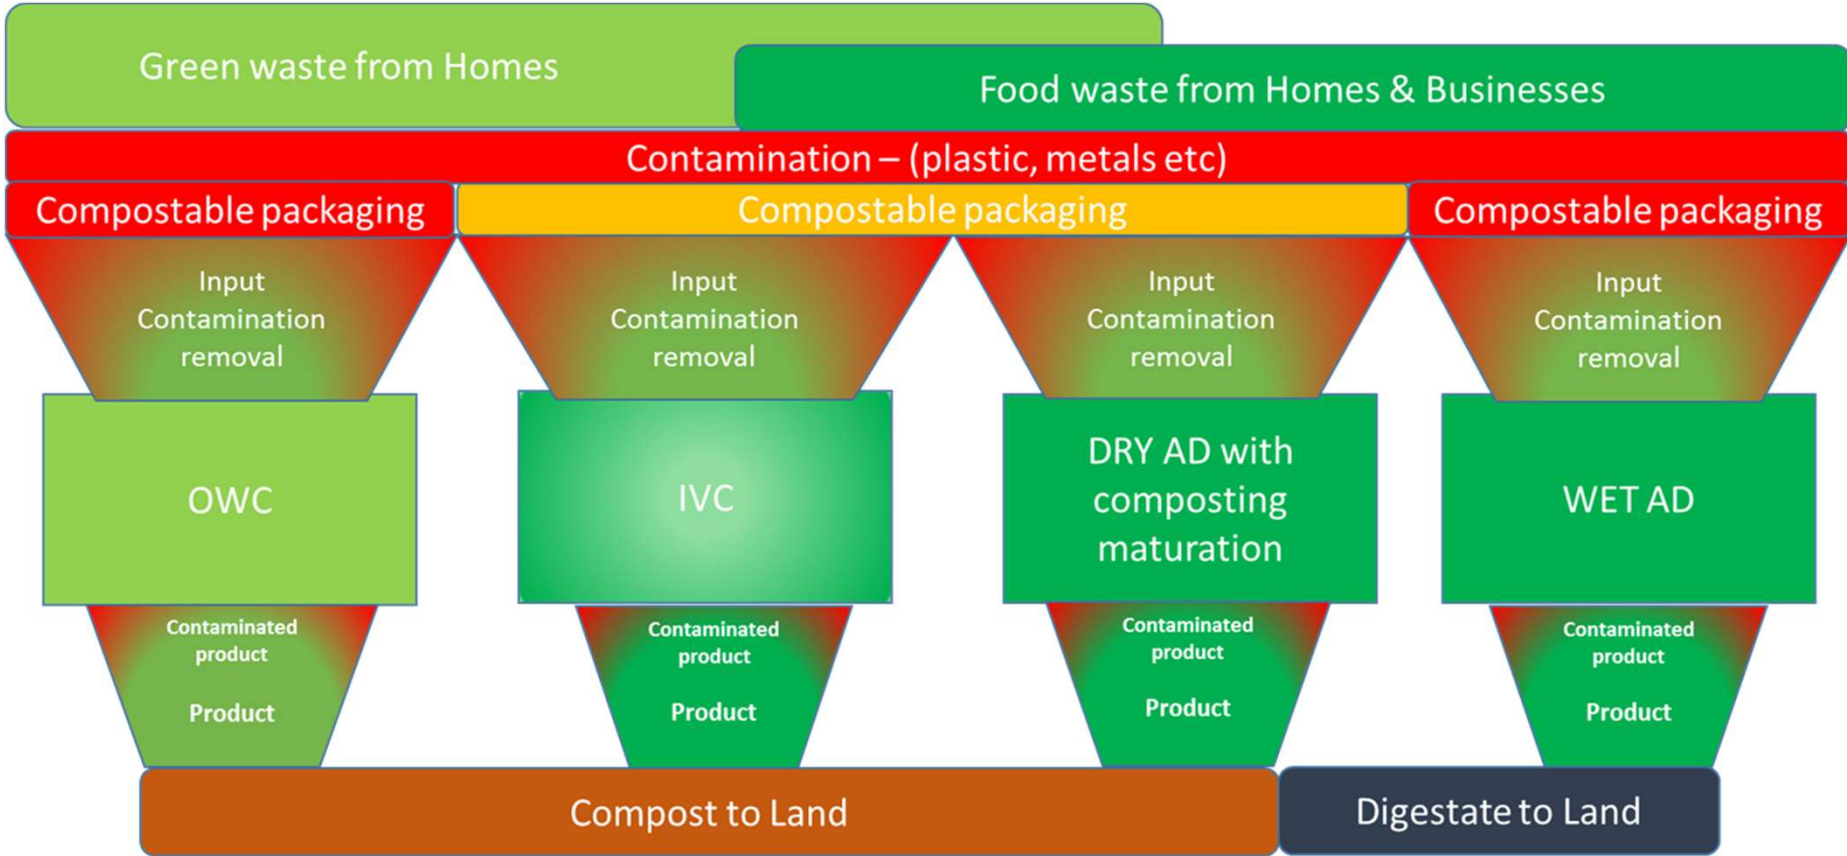 Green waste from Homes
Food waste from Homes & Businesses
Contamination – (plastic, metals etc)
Compostable packaging
Compostable packaging
Compostable packaging
Input
Contamination
removal
Input
Contamination
removal
Input
Contamination
removal
Input
Contamination
removal
OWC
IVC
DRY AD with
composting
maturation
WET AD
Contaminated
product
Product
Contaminated
product
Product
Contaminated
product
Product
Contaminated
product
Product
Compost to Land
Digestate to Land